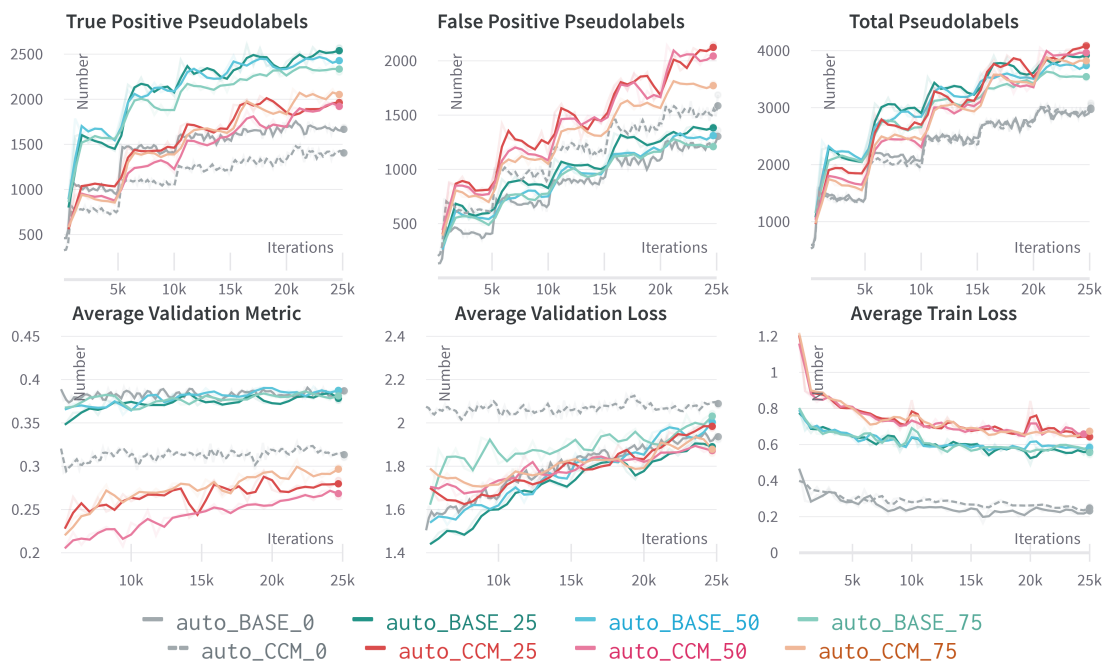 True Positive Pseudolabels
False Positive Pseudolabels
Total Pseudolabels
2500
2000
1500
1000
500
Number
Iterations
5k 10k 15k 20k 25k
2000
1500
1000
500
Number
Iterations
5k 10k 15k 20k 25k
4000
3000
2000
1000
Number
Iterations
5k 10k 15k 20k 25k
Average Validation Metric
Average Validation Loss
Average Train Loss
0.45
0.4
0.35
0.3
0.25
0.2
Number
Iterations
10k 15k 20k 25k
2.4
2.2
2
1.8
1.6
1.4
Number
Iterations
10k 15k 20k 25k
1.2
1
0.8
0.6
0.4
0.2
0
Number
Iterations
5k 10k 15k 20k 25k
auto_BASE_0 auto_BASE_25 auto_BASE_50 auto_BASE_75
auto_CCM_0 auto_CCM_25 auto_CCM_50 auto_CCM_75